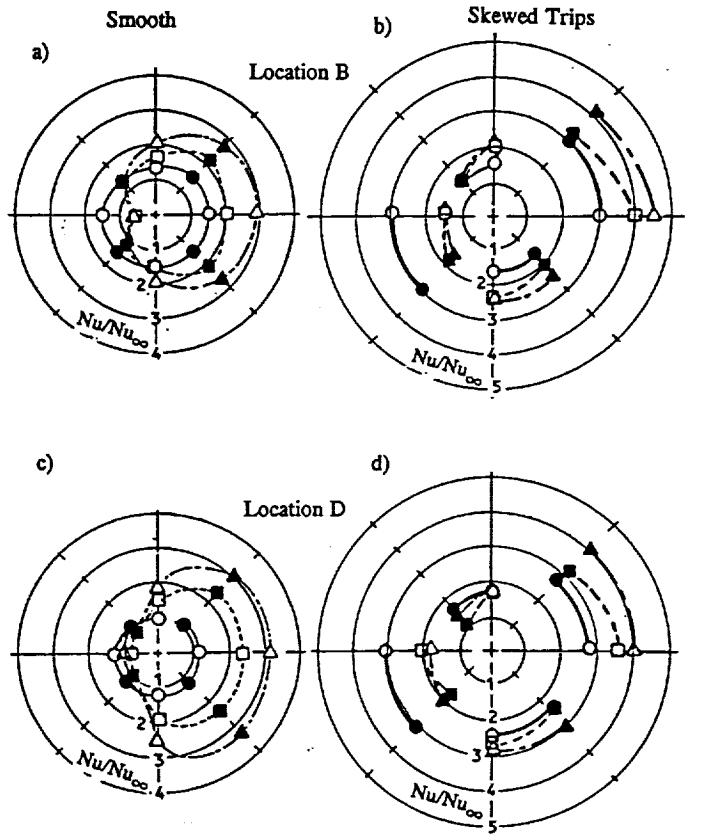 Smooth
Skewed Trips
a)
b)
Location B
1
2
3
4
Nu/Nu∞
1
2
3
4
5
Nu/Nu∞
c)
d)
Location D
1
2
3
4
Nu/Nu∞
2
3
4
5
Nu/Nu∞